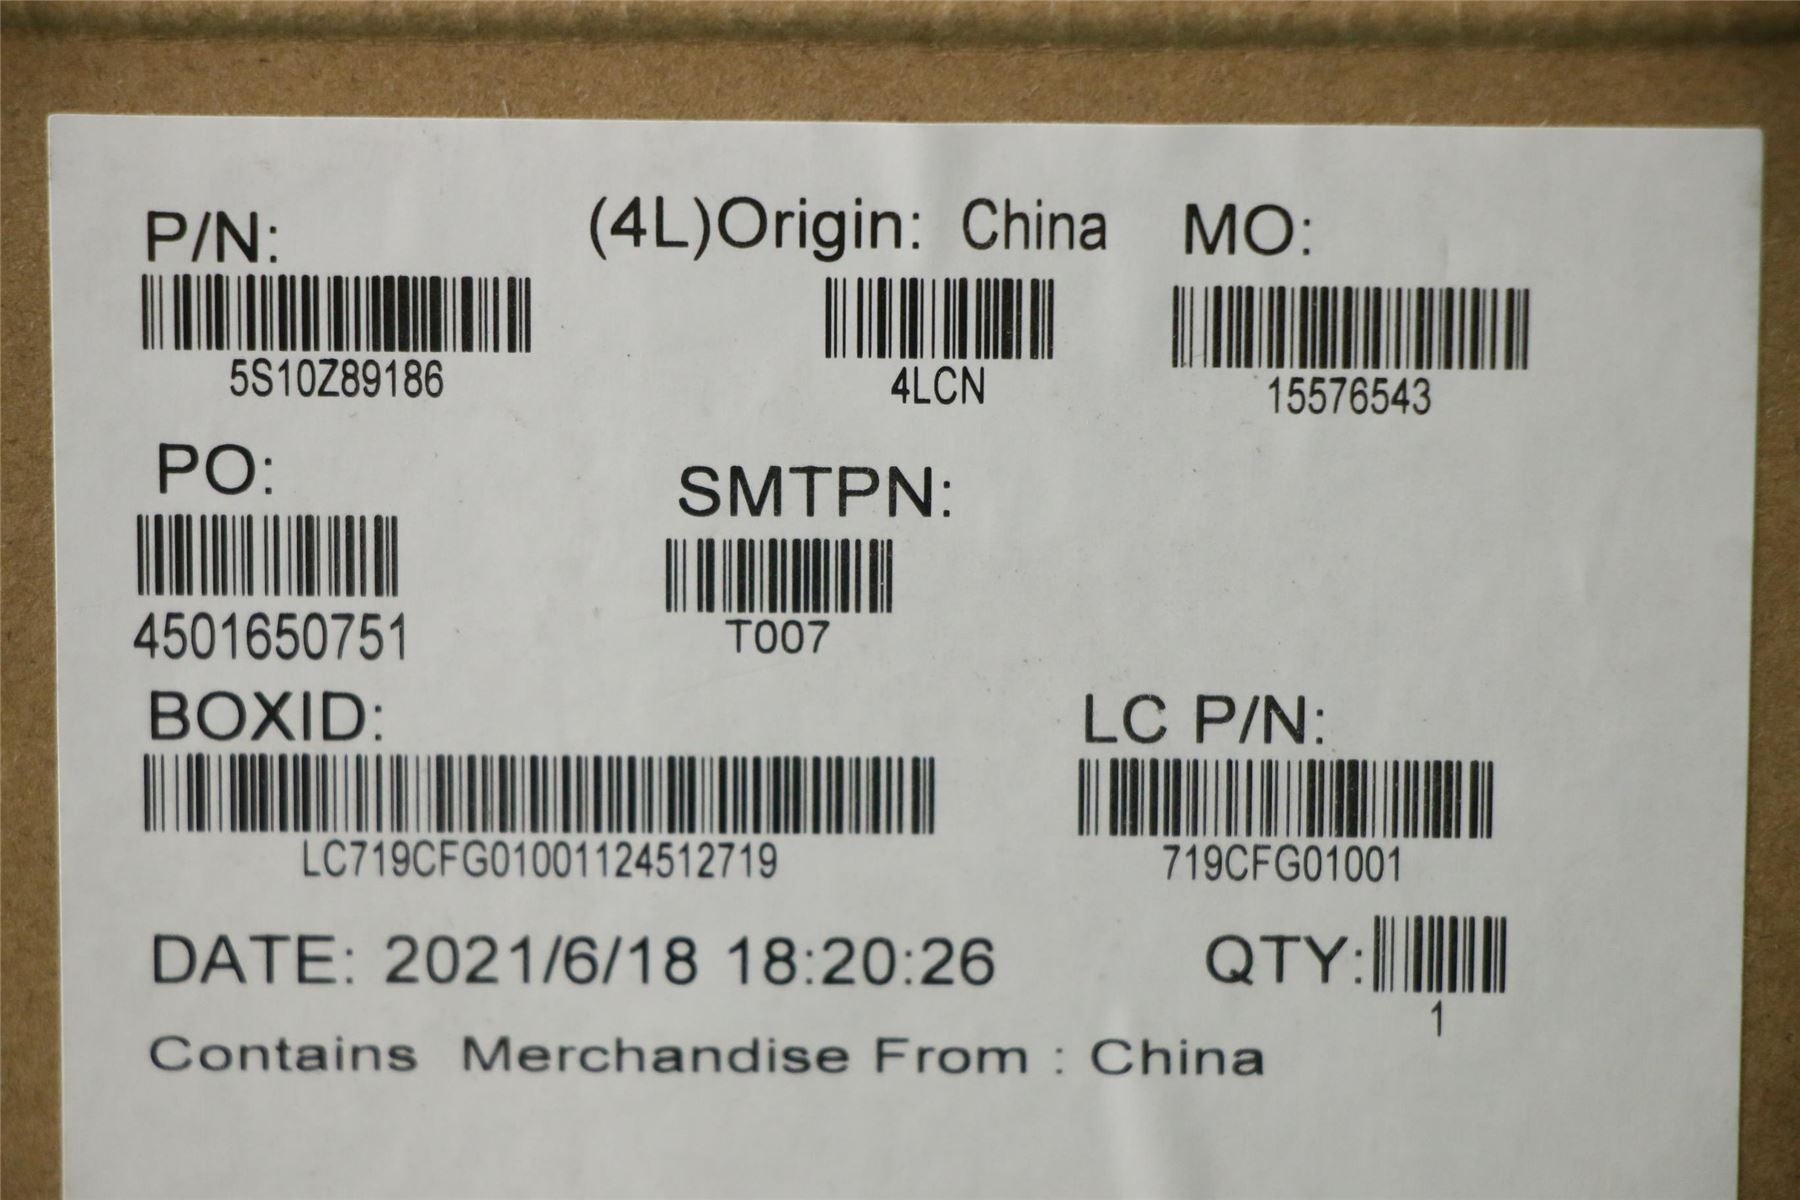 P/N: (4L)Origin: China MO:
5S10Z89186 4LCN 15576543
PO: SMTPN:
4501650751 T007
BOXID: LC P/N:
LC719CFG01001124512719 719CFG01001
DATE: 2021/6/18 18:20:26 QTY:
1
Contains Merchandise From : China